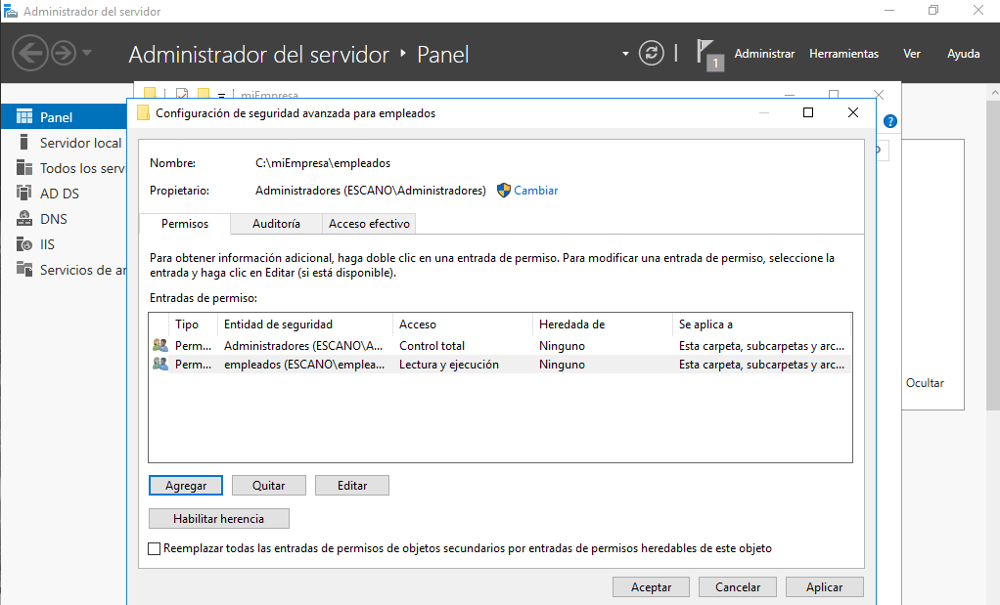 Administrador del servidor
Administrador del servidor Panel
1
Administrar Herramientas Ver Ayuda
miEmpresa
Panel
Servidor local
Todos los servi
AD DS
DNS
IIS
Servicios de ar
Configuración de seguridad avanzada para empleados
?
Nombre: C:\miEmpresa\empleados
Propietario: Administradores (ESCANO\Administradores) Cambiar
Permisos Auditoría Acceso efectivo
Para obtener información adicional, haga doble clic en una entrada de permiso. Para modificar una entrada de permiso, seleccione la
entrada y haga clic en Editar (si está disponible).
Entradas de permiso:
Tipo Entidad de seguridad Acceso Heredada de Se aplica a
Perm... Administradores (ESCANO\A... Control total Ninguno Esta carpeta, subcarpetas y arc...
Perm... empleados (ESCANO\emplea... Lectura y ejecución Ninguno Esta carpeta, subcarpetas y arc...
Ocultar
Agregar Quitar Editar
Habilitar herencia
Reemplazar todas las entradas de permisos de objetos secundarios por entradas de permisos heredables de este objeto
Aceptar Cancelar Aplicar